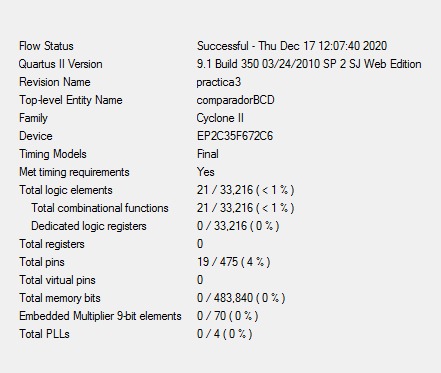 Flow Status Successful - Thu Dec 17 12:07:40 2020
Quartus II Version 9.1 Build 350 03/24/2010 SP 2 SJ Web Edition
Revision Name practica3
Top-level Entity Name comparadorBCD
Family Cyclone II
Device EP2C35F672C6
Timing Models Final
Met timing requirements Yes
Total logic elements 21 / 33,216 ( < 1 % )
Total combinational functions 21 / 33,216 ( < 1 % )
Dedicated logic registers 0 / 33,216 ( 0 % )
Total registers 0
Total pins 19 / 475 ( 4 % )
Total virtual pins 0
Total memory bits 0 / 483,840 ( 0 % )
Embedded Multiplier 9-bit elements 0 / 70 ( 0 % )
Total PLLs 0 / 4 ( 0 % )